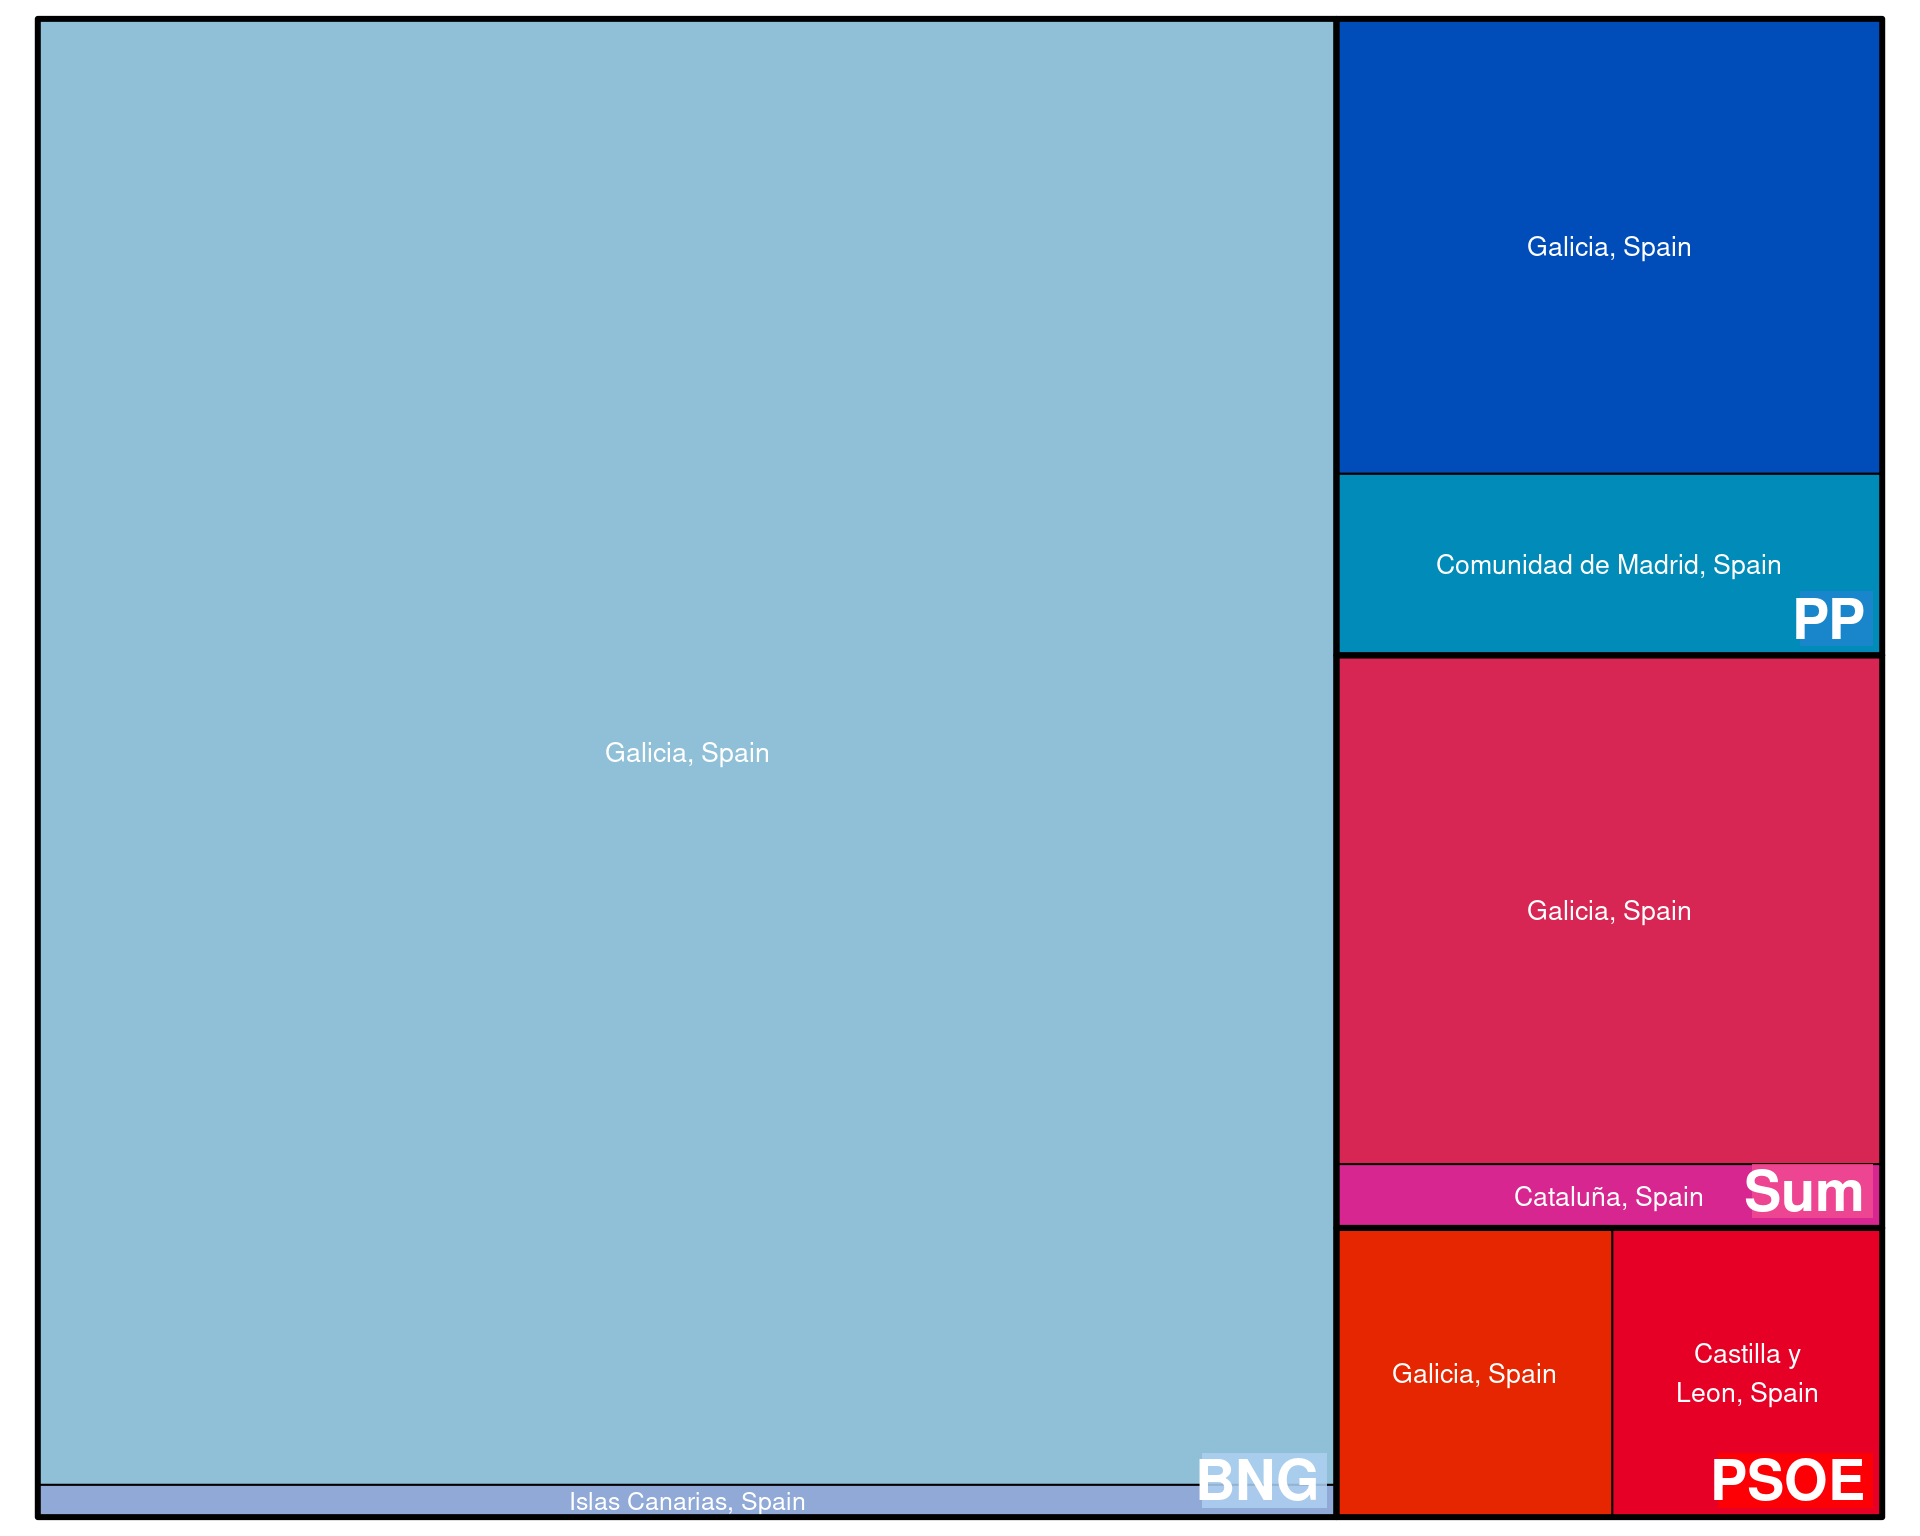 Galicia, Spain
Islas Canarias, Spain
BNG
Galicia, Spain
Comunidad de Madrid, Spain
PP
Galicia, Spain
Cataluña, Spain
Sum
Galicia, Spain
Castilla y
Leon, Spain
PSOE